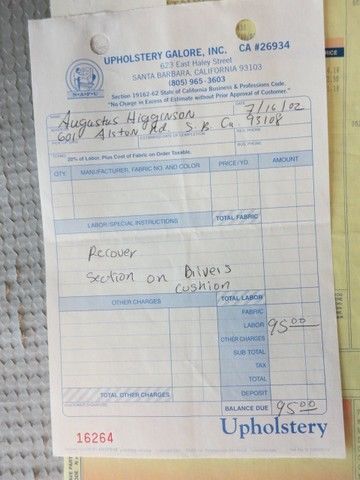 UPHOLSTERY GALORE, INC. CA #26934
623 East Haley Street
SANTA BARBARA, CALIFORNIA 93103
(805) 965-3603
Section 19162-62 State of California Business & Professions Code.
"No Charge in Excess of Estimate without Prior Approval of Customer."
Augustus Higginson 7/16/02
601 Alston Rd S.B. Ca 93108
20% of Labor, Plus Cost of Fabric on Order Taxable.
QTY. MANUFACTURER, FABRIC NO. AND COLOR PRICE/YD. AMOUNT
LABOR/SPECIAL INSTRUCTIONS TOTAL FABRIC
Recover
section on Drivers
cushion
OTHER CHARGES TOTAL LABOR
FABRIC
LABOR 95 00
OTHER CHARGES
SUB TOTAL
TAX
TOTAL
TOTAL OTHER CHARGES DEPOSIT
BALANCE DUE 95 00
16264 Upholstery